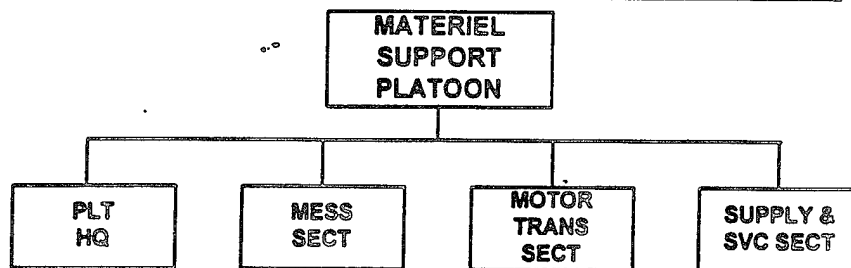 MATERIEL
SUPPORT
PLATOON
PLT
HQ
MESS
SECT
MOTOR
TRANS
SECT
SUPPLY &
SVC SECT